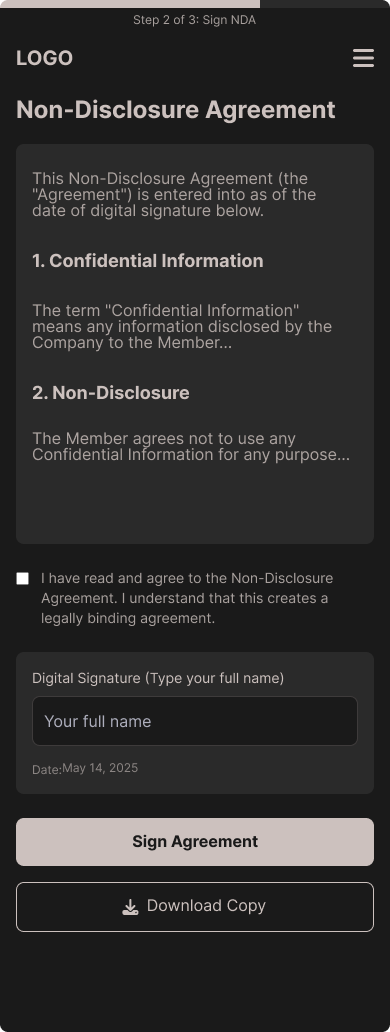 Step 2 of 3: Sign NDA
LOGO
Non-Disclosure Agreement
This Non-Disclosure Agreement (the
"Agreement") is entered into as of the
date of digital signature below.
1. Confidential Information
The term "Confidential Information"
means any information disclosed by the
Company to the Member...
2. Non-Disclosure
The Member agrees not to use any
Confidential Information for any purpose...
I have read and agree to the Non-Disclosure
Agreement. I understand that this creates a
legally binding agreement.
Digital Signature (Type your full name)
Your full name
Date:May 14, 2025
Sign Agreement
Download Copy